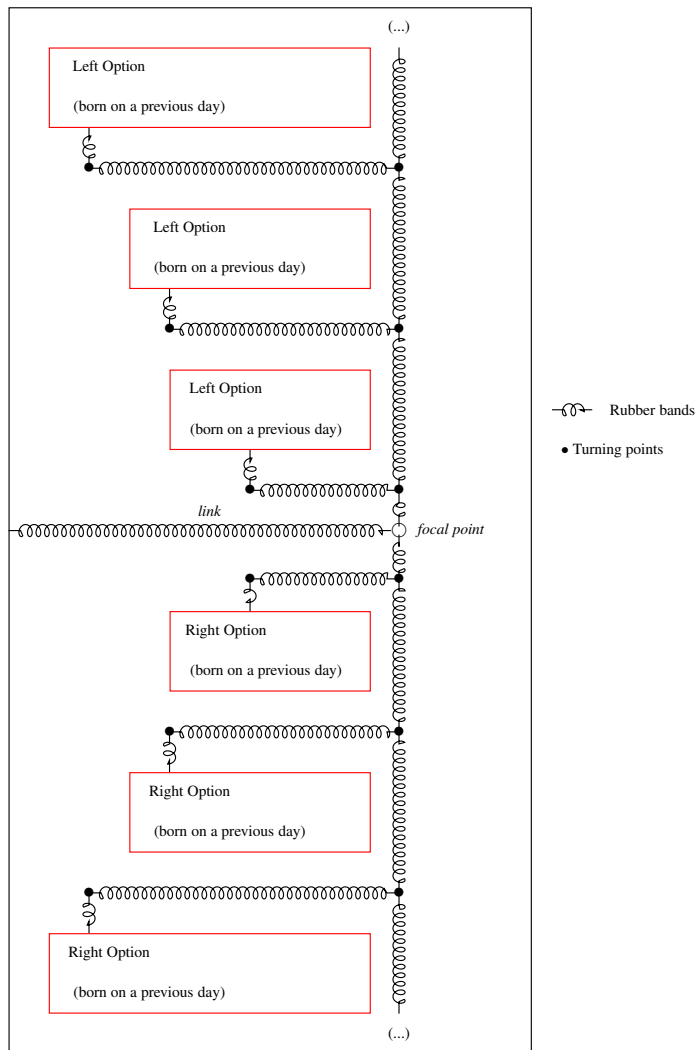 (...)
Left Option
(born on a previous day)
Left Option
(born on a previous day)
Left Option
(born on a previous day)
Rubber bands
Turning points
link
focal point
Right Option
(born on a previous day)
Right Option
(born on a previous day)
Right Option
(born on a previous day)
(...)